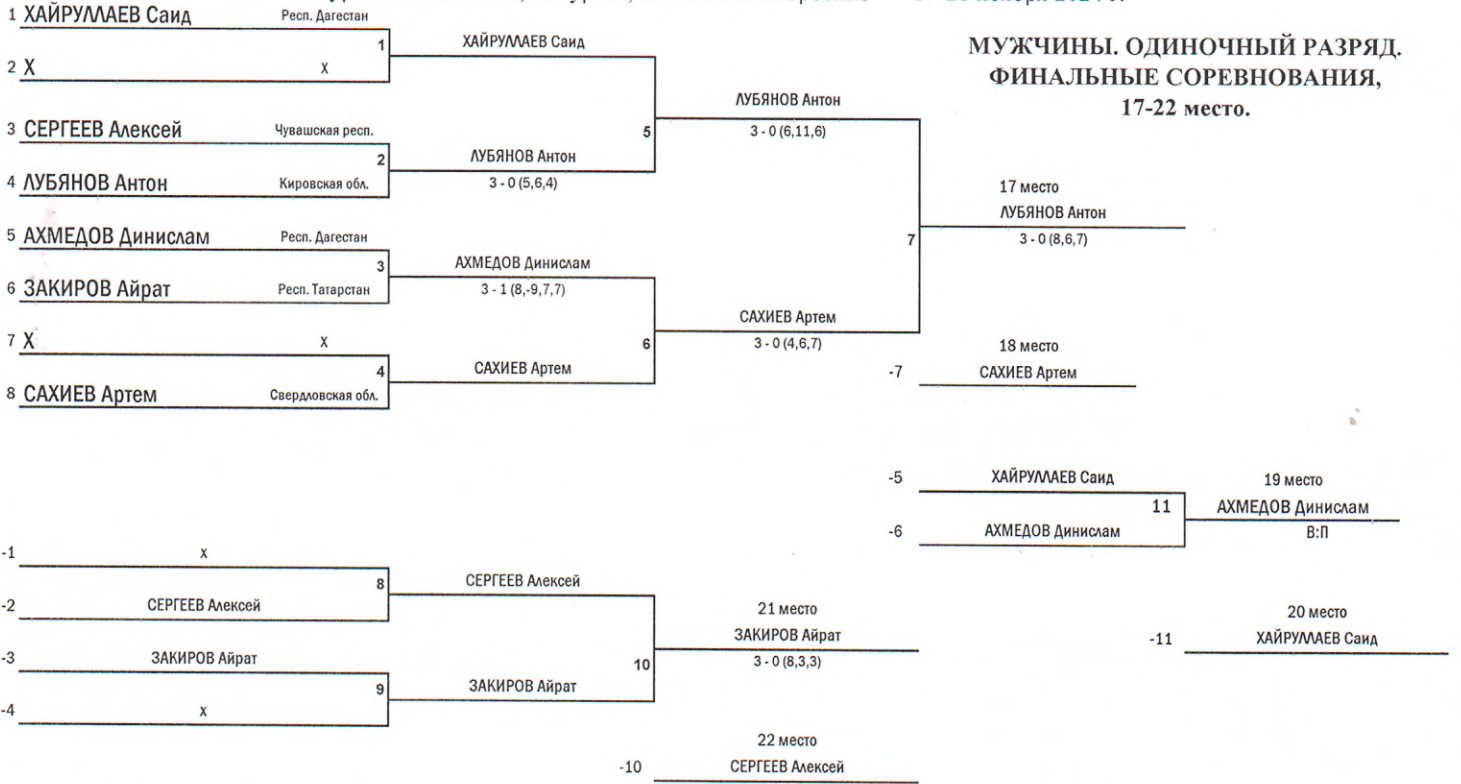 МУЖЧИНЫ. ОДИНОЧНЫЙ РАЗРЯД.
ФИНАЛЬНЫЕ СОРЕВНОВАНИЯ,
17-22 место.
1 ХАЙРУЛЛАЕВ Саид Респ. Дагестан
1 ХАЙРУЛЛАЕВ Саид
2 X X
ЛУБЯНОВ Антон
3 СЕРГЕЕВ Алексей Чувашская респ.
5 3 - 0 (6,11,6)
2 ЛУБЯНОВ Антон
4 ЛУБЯНОВ Антон Кировская обл.
3 - 0 (5,6,4)
17 место
ЛУБЯНОВ Антон
5 АХМЕДОВ Динислам Респ. Дагестан
7 3 - 0 (8,6,7)
3 АХМЕДОВ Динислам
6 ЗАКИРОВ Айрат Респ. Татарстан
3 - 1 (8,-9,7,7)
САХИЕВ Артем
7 X X
6 3 - 0 (4,6,7)
18 место
4 САХИЕВ Артем
-7 САХИЕВ Артем
8 САХИЕВ Артем Свердловская обл.
-5 ХАЙРУЛЛАЕВ Саид
19 место
11 АХМЕДОВ Динислам
-6 АХМЕДОВ Динислам
В:П
-1 X
8 СЕРГЕЕВ Алексей
-2 СЕРГЕЕВ Алексей
21 место
20 место
ЗАКИРОВ Айрат
-11 ХАЙРУЛЛАЕВ Саид
-3 ЗАКИРОВ Айрат
10 3 - 0 (8,3,3)
9 ЗАКИРОВ Айрат
-4 X
22 место
-10 СЕРГЕЕВ Алексей